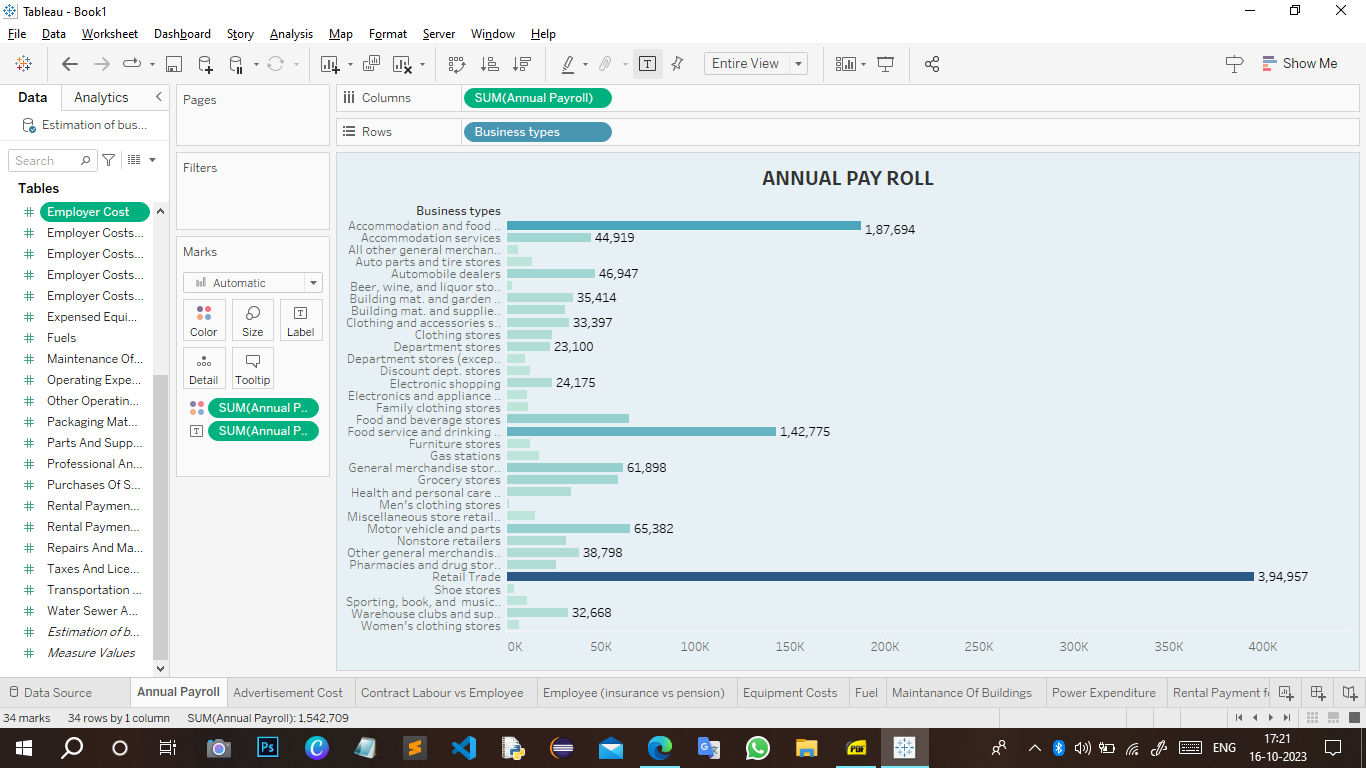 Tableau - Book1
File Data Worksheet Dashboard Story Analysis Map Format Server Window Help
Entire View
Show Me
Data Analytics
Estimation of bus...
Search
Tables
Employer Cost
Employer Costs...
Employer Costs...
Employer Costs...
Employer Costs...
Expensed Equi...
Fuels
Maintenance Of...
Operating Expe...
Other Operatin...
Packaging Mat...
Parts And Supp...
Professional An...
Purchases Of S...
Rental Paymen...
Rental Paymen...
Repairs And Ma...
Taxes And Lice...
Transportation ...
Water Sewer A...
Estimation of b...
Measure Values
Pages
Filters
Marks
Automatic
Color Size Label
Detail Tooltip
SUM(Annual P..
SUM(Annual P..
Columns SUM(Annual Payroll)
Rows Business types
ANNUAL PAY ROLL
Business types
Accommodation and food .. 1,87,694
Accommodation services 44,919
All other general merchan..
Auto parts and tire stores
Automobile dealers 46,947
Beer, wine, and liquor sto..
Building mat. and garden .. 35,414
Building mat. and supplie..
Clothing and accessories s.. 33,397
Clothing stores
Department stores 23,100
Department stores (excep..
Discount dept. stores
Electronic shopping 24,175
Electronics and appliance ..
Family clothing stores
Food and beverage stores
Food service and drinking .. 1,42,775
Furniture stores
Gas stations
General merchandise stor.. 61,898
Grocery stores
Health and personal care ..
Men's clothing stores
Miscellaneous store retail..
Motor vehicle and parts 65,382
Nonstore retailers
Other general merchandis.. 38,798
Pharmacies and drug stor..
Retail Trade 3,94,957
Shoe stores
Sporting, book, and music..
Warehouse clubs and sup.. 32,668
Women's clothing stores
0K 50K 100K 150K 200K 250K 300K 350K 400K
Data Source Annual Payroll Advertisement Cost Contract Labour vs Employee Employee (insurance vs pension) Equipment Costs Fuel Maintanance Of Buildings Power Expenditure Rental Payment fo
34 marks 34 rows by 1 column SUM(Annual Payroll): 1,542,709
Ps
PDF
ENG
17:21
16-10-2023